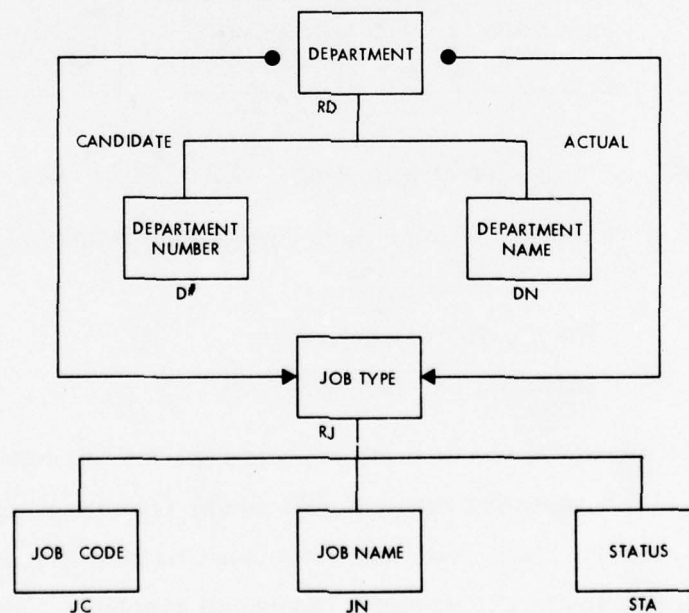 DEPARTMENT
RD
CANDIDATE
ACTUAL
DEPARTMENT
NUMBER
D#
DEPARTMENT
NAME
DN
JOB TYPE
RJ
JOB CODE
JC
JOB NAME
JN
STATUS
STA